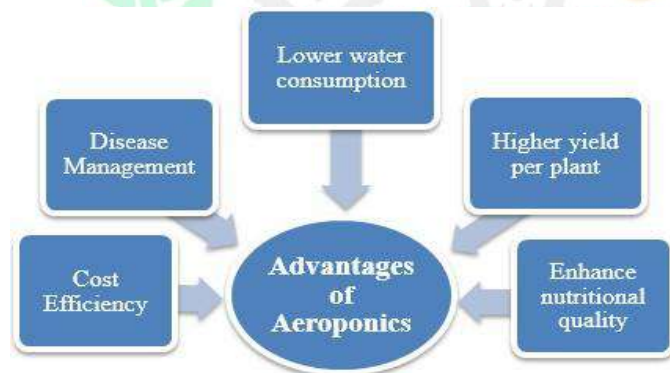 Lower water
consumption
Disease
Management
Higher yield
per plant
Cost
Efficiency
Advantages
of
Aeroponics
Enhance
nutritional
quality